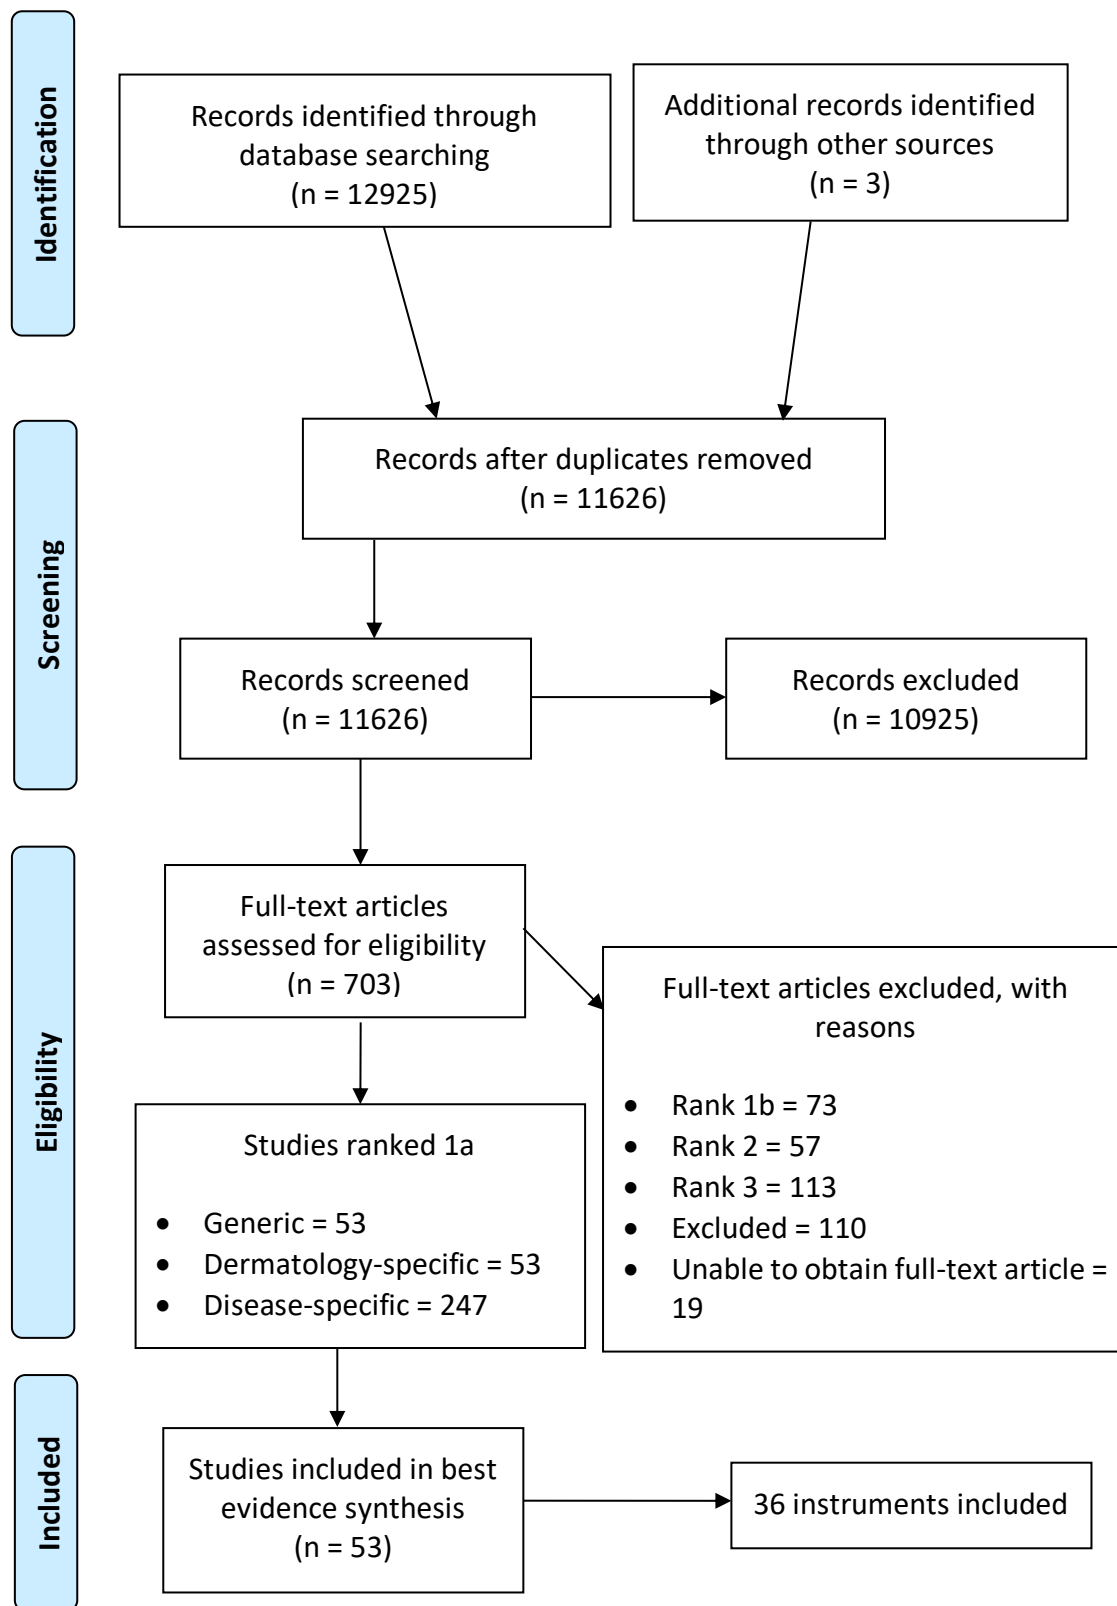 Identification
Records identified through
database searching
(n = 12925)
Additional records identified
through other sources
(n = 3)
Screening
Records after duplicates removed
(n = 11626)
Records screened
(n = 11626)
Records excluded
(n = 10925)
Eligibility
Full-text articles
assessed for eligibility
(n = 703)
Full-text articles excluded, with
reasons
• Rank 1b = 73
• Rank 2 = 57
• Rank 3 = 113
• Excluded = 110
• Unable to obtain full-text article =
19
Studies ranked 1a
• Generic = 53
• Dermatology-specific = 53
• Disease-specific = 247
Included
Studies included in best
evidence synthesis
(n = 53)
36 instruments included